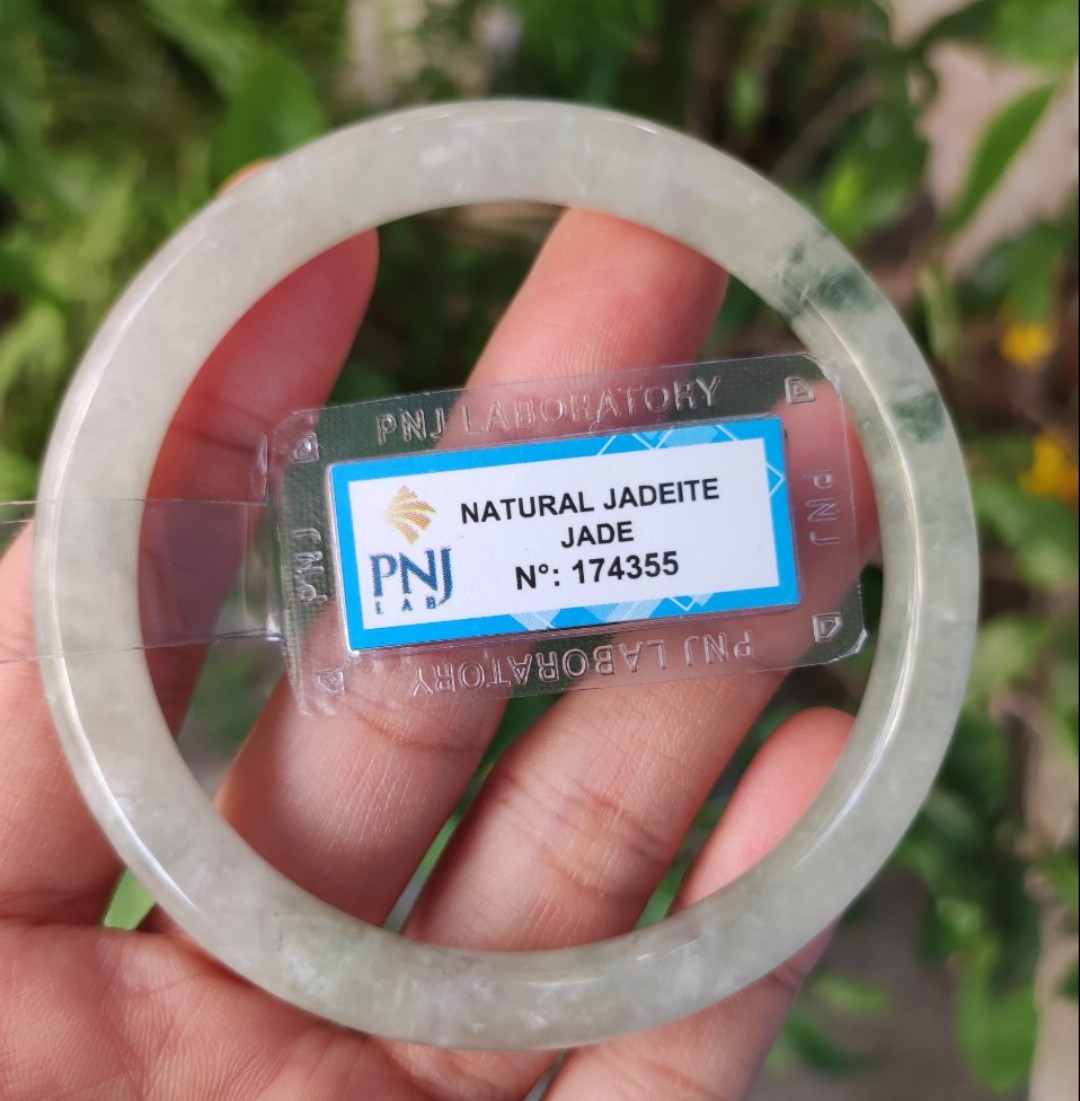 PNJ LABORATORY
PNJ
LAB
NATURAL JADEITE
JADE
N°: 174355
PNJ
PNJ
PNJ LABORATORY